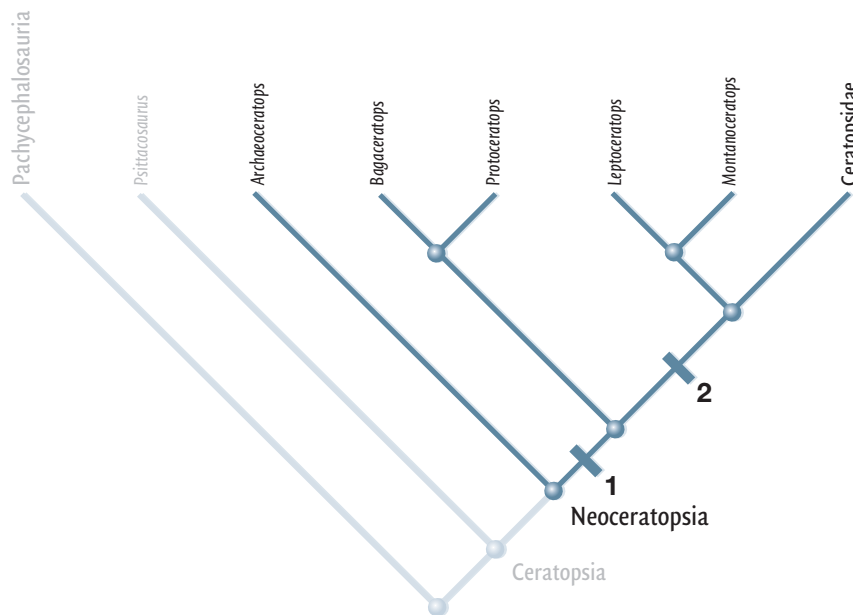 Pachycephalosauria
Psittacosaurus
Archaeoceratops
Bagaceratops
Protoceratops
Leptoceratops
Montanoceratops
Ceratopsidae
2
1
Neoceratopsia
Ceratopsia